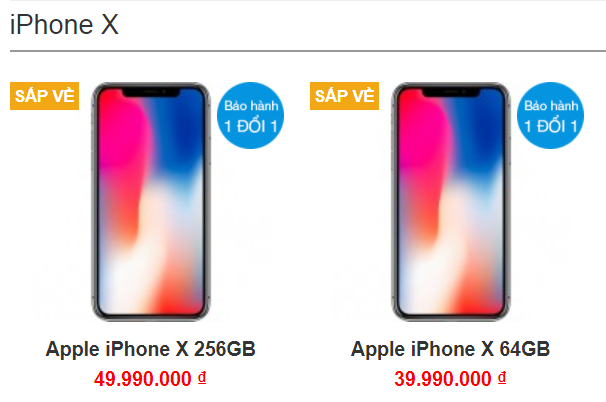 iPhone X
SẮP VỀ
Bảo hành
1 ĐỔI 1
SẮP VỀ
Bảo hành
1 ĐỔI 1
Apple iPhone X 256GB
49.990.000 ₫
Apple iPhone X 64GB
39.990.000 ₫